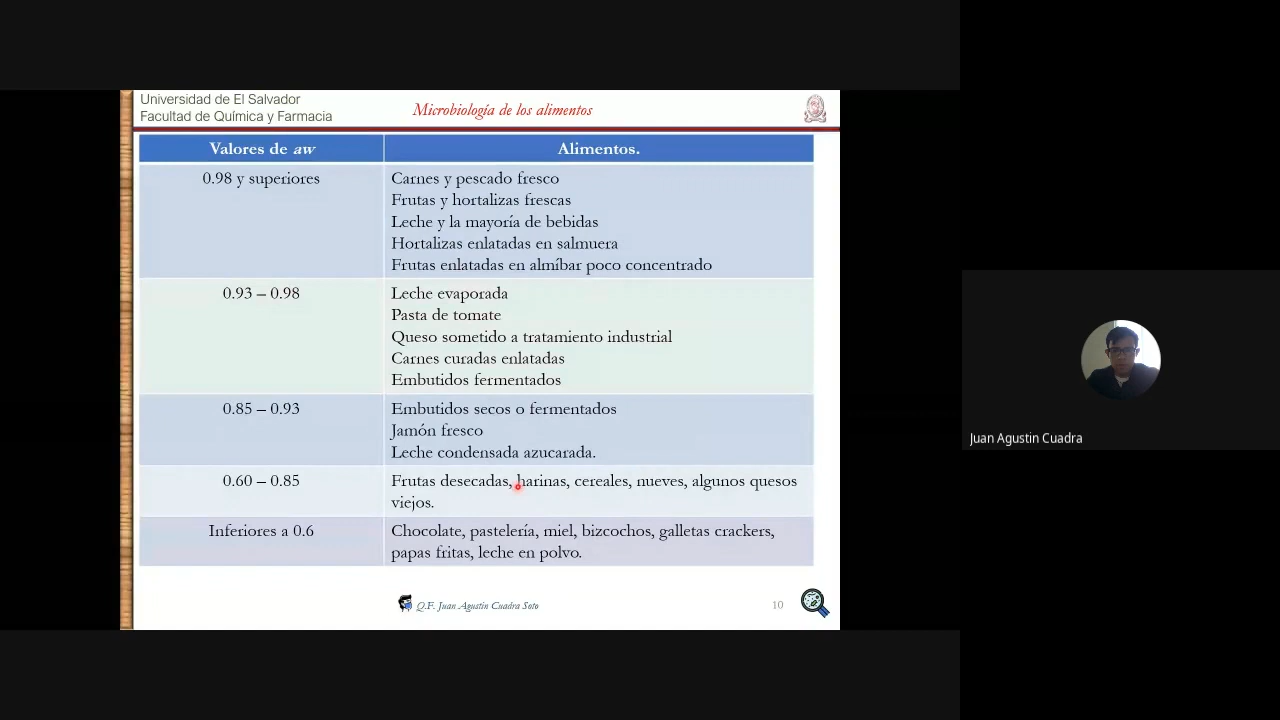 Universidad de El Salvador
Facultad de Química y Farmacia
Microbiología de los alimentos
Valores de aw
Alimentos.
0.98 y superiores
Carnes y pescado fresco
Frutas y hortalizas frescas
Leche y la mayoría de bebidas
Hortalizas enlatadas en salmuera
Frutas enlatadas en almíbar poco concentrado
0.93 – 0.98
Leche evaporada
Pasta de tomate
Queso sometido a tratamiento industrial
Carnes curadas enlatadas
Embutidos fermentados
0.85 – 0.93
Embutidos secos o fermentados
Jamón fresco
Leche condensada azucarada.
0.60 – 0.85
Frutas desecadas, harinas, cereales, nueves, algunos quesos
viejos.
Inferiores a 0.6
Chocolate, pastelería, miel, bizcochos, galletas crackers,
papas fritas, leche en polvo.
Q.F. Juan Agustín Cuadra Soto
10
Juan Agustin Cuadra